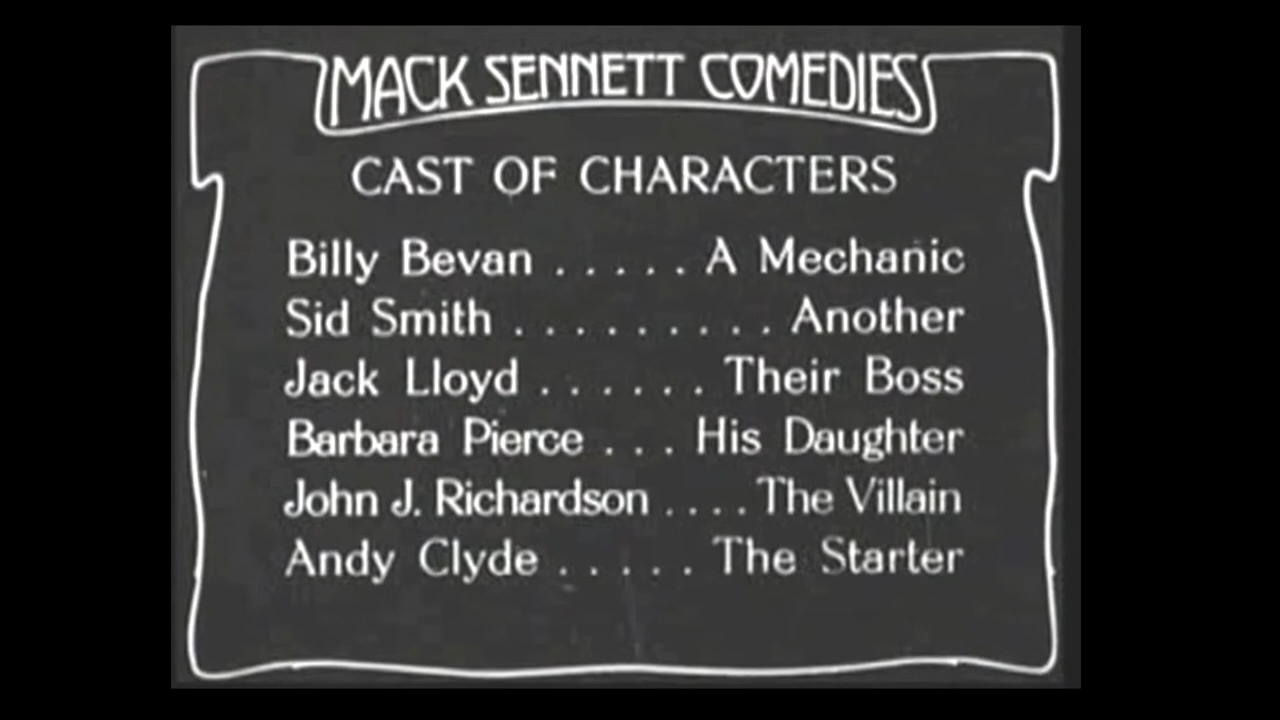 MACK SENNETT COMEDIES
CAST OF CHARACTERS
Billy Bevan . . . . . A Mechanic
Sid Smith . . . . . . . . . Another
Jack Lloyd . . . . . . Their Boss
Barbara Pierce . . . His Daughter
John J. Richardson . . . . The Villain
Andy Clyde . . . . . The Starter